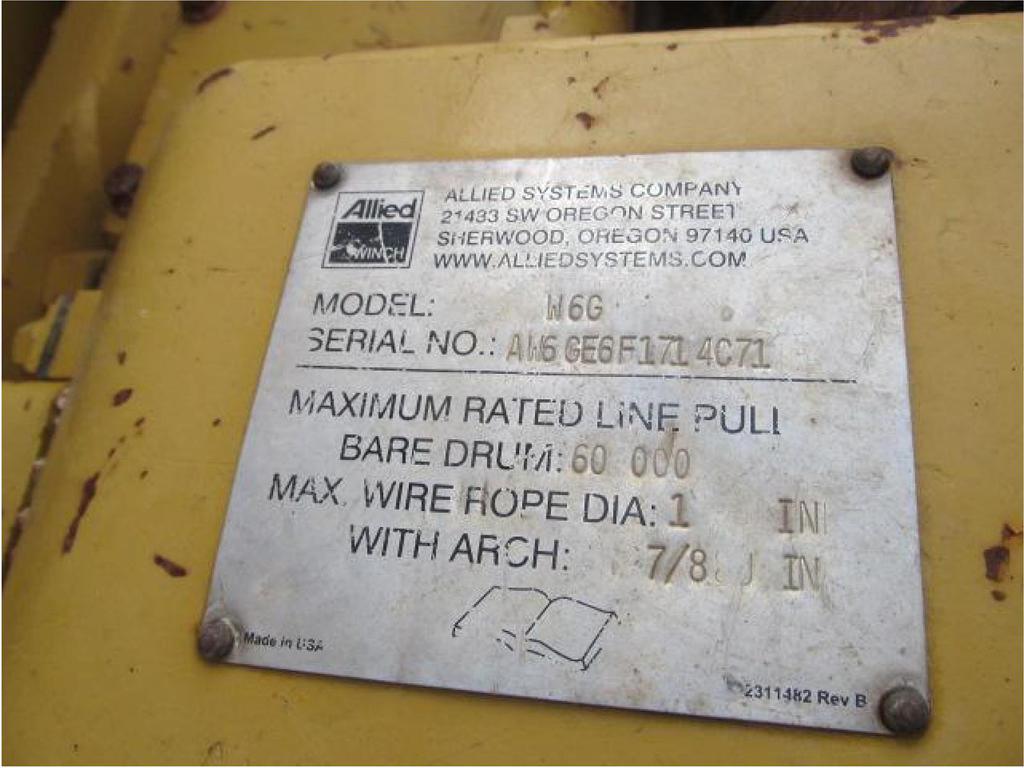 Allied
WINCH
ALLIED SYSTEMS COMPANY
21433 SW OREGON STREET
SHERWOOD, OREGON 97140 USA
WWW.ALLIEDSYSTEMS.COM
MODEL: W6G
SERIAL NO.: AW6GE6F1714C71
MAXIMUM RATED LINE PULL
BARE DRUM: 60 000
MAX. WIRE ROPE DIA: 1 IN
WITH ARCH: 7/8 IN
Made in USA
2311482 Rev B